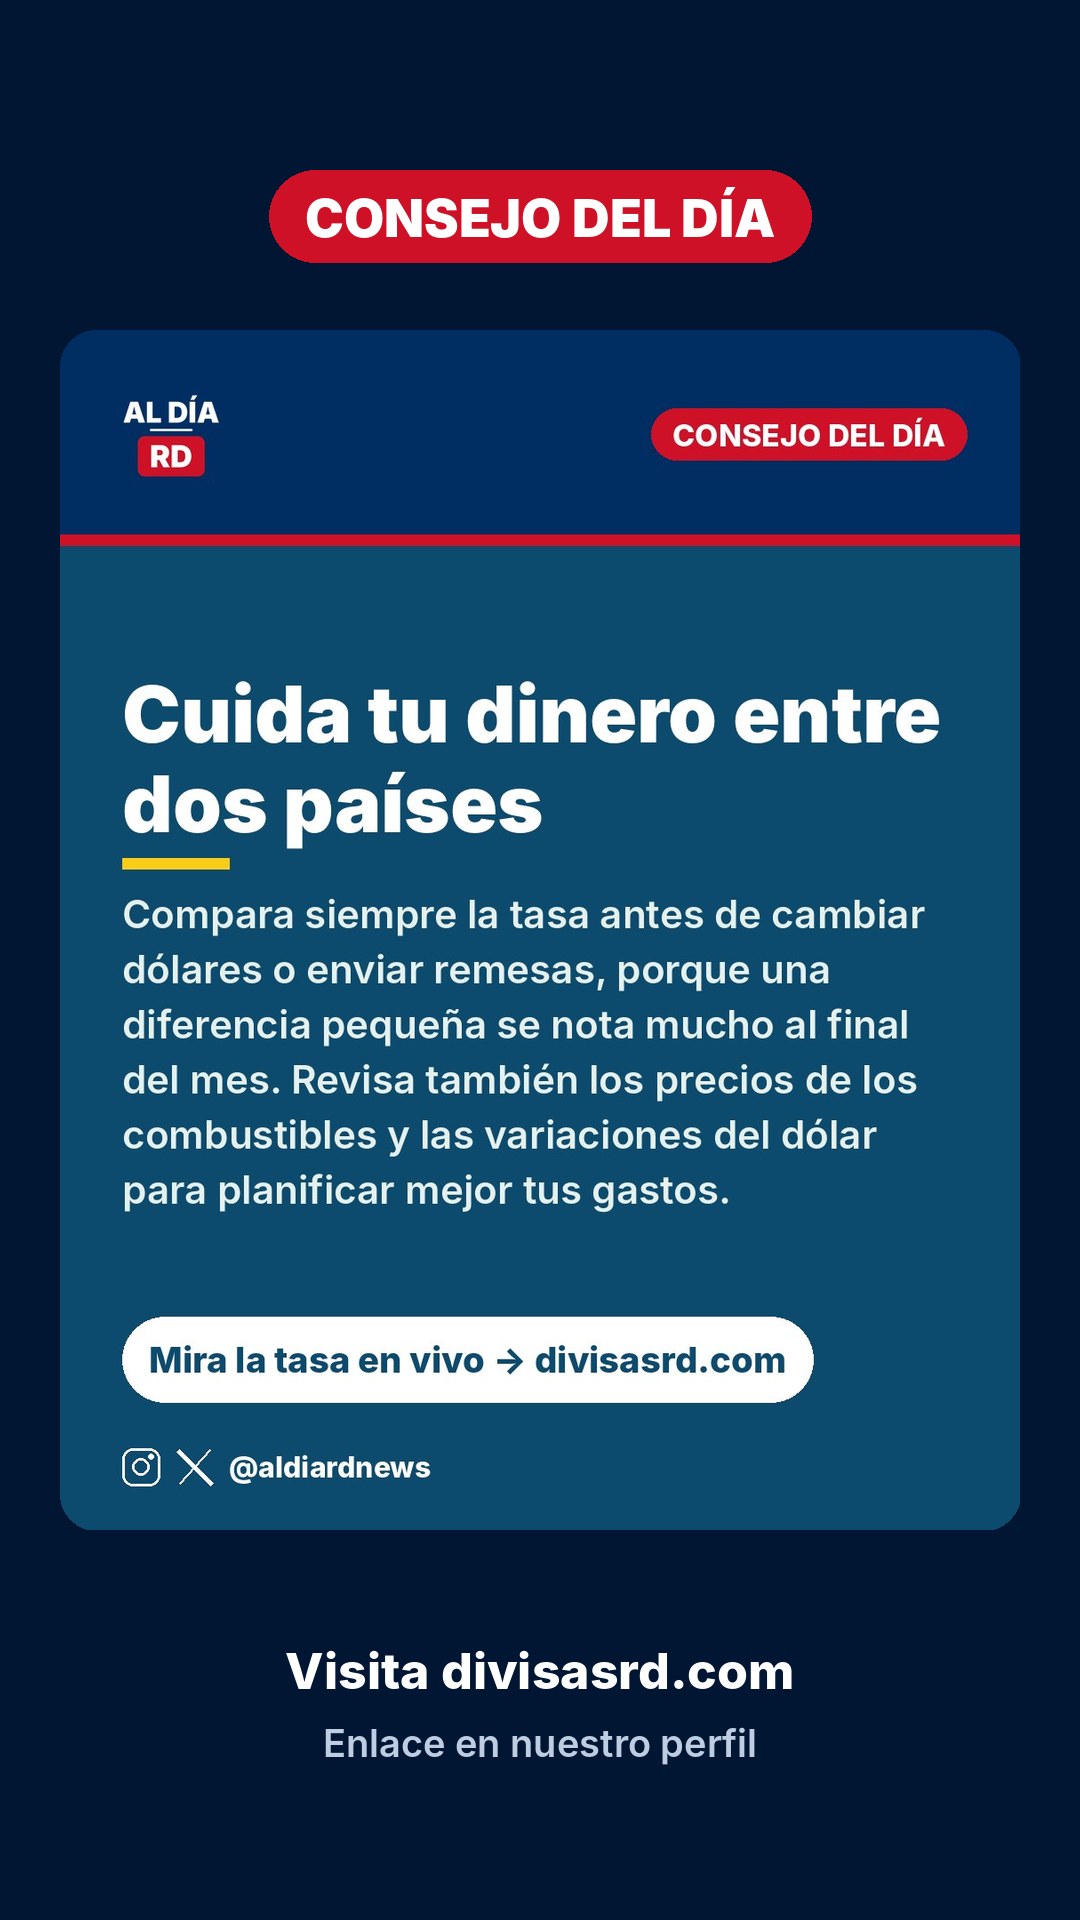 CONSEJO DEL DÍA
AL DÍA
RD
CONSEJO DEL DÍA
Cuida tu dinero entre
dos países
Compara siempre la tasa antes de cambiar
dólares o enviar remesas, porque una
diferencia pequeña se nota mucho al final
del mes. Revisa también los precios de los
combustibles y las variaciones del dólar
para planificar mejor tus gastos.
Mira la tasa en vivo → divisasrd.com
@aldiardnews
Visita divisasrd.com
Enlace en nuestro perfil